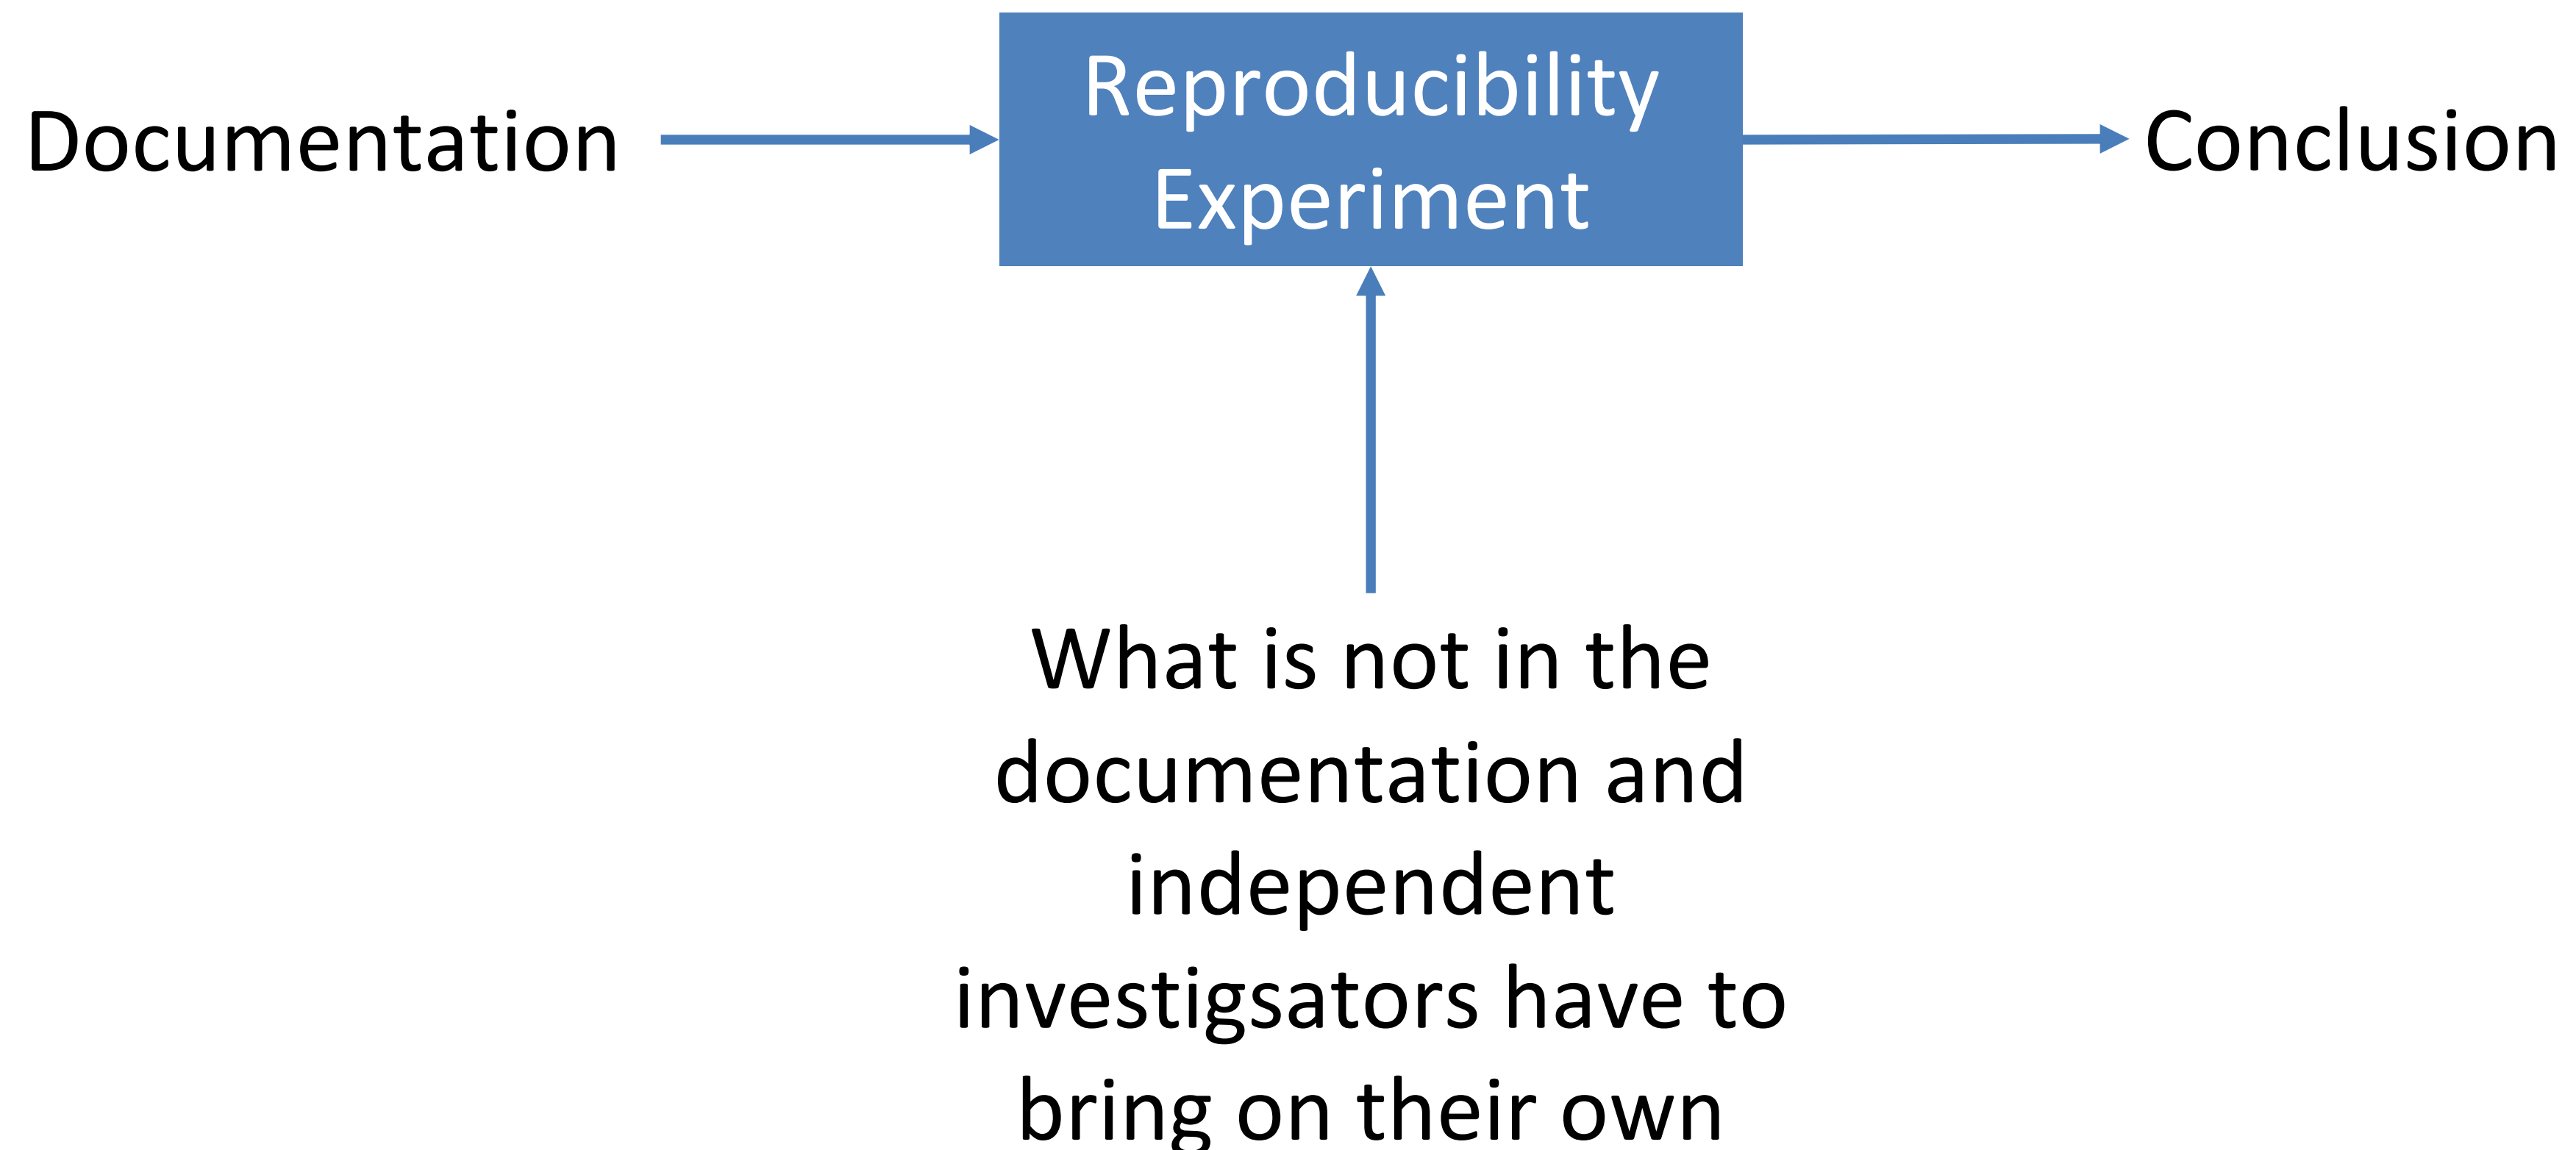 Documentation
Reproducibility
Experiment
Conclusion
What is not in the
documentation and
independent
investigsators have to
bring on their own